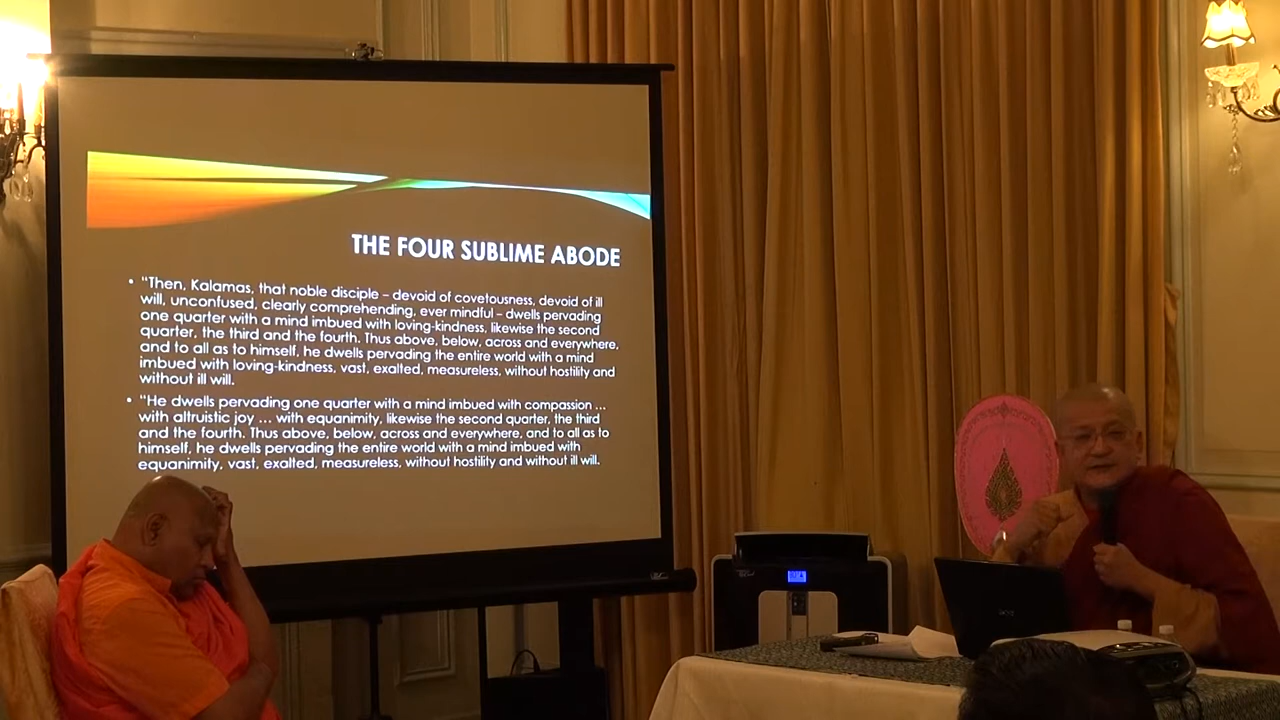 THE FOUR SUBLIME ABODE
• “Then, Kalamas, that noble disciple – devoid of covetousness, devoid of ill
will, unconfused, clearly comprehending, ever mindful – dwells pervading
one quarter with a mind imbued with loving-kindness, likewise the second
quarter, the third and the fourth. Thus above, below, across and everywhere,
and to all as to himself, he dwells pervading the entire world with a mind
imbued with loving-kindness, vast, exalted, measureless, without hostility and
without ill will.
• “He dwells pervading one quarter with a mind imbued with compassion ...
with altruistic joy ... with equanimity, likewise the second quarter, the third
and the fourth. Thus above, below, across and everywhere, and to all as to
himself, he dwells pervading the entire world with a mind imbued with
equanimity, vast, exalted, measureless, without hostility and without ill will.
acer